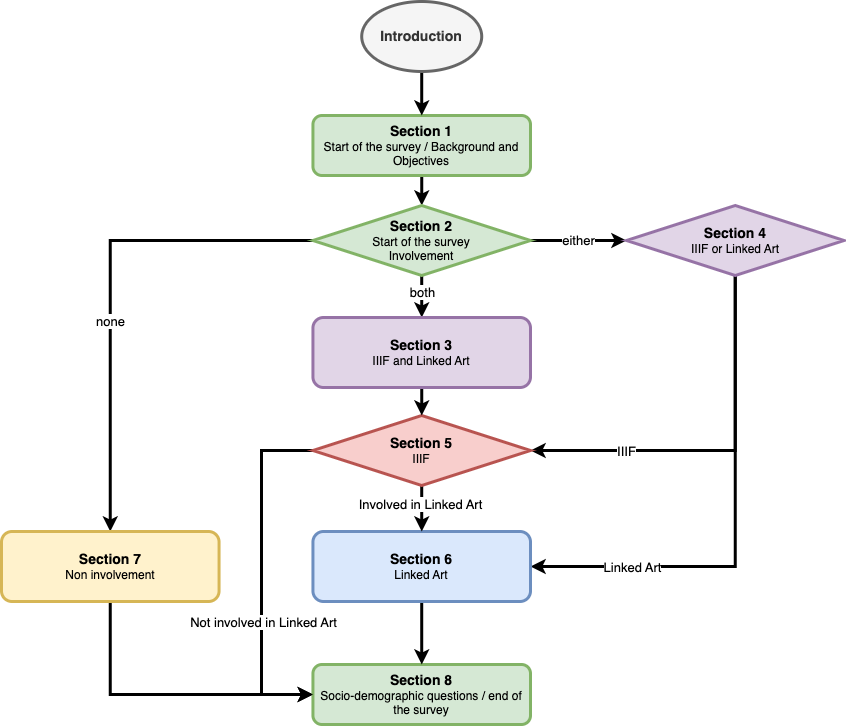 Introduction
Section 1
Start of the survey / Background and
Objectives
Section 2
Start of the survey
Involvement
either
Section 4
IIIF or Linked Art
both
none
Section 3
IIIF and Linked Art
Section 5
IIIF
IIIF
Involved in Linked Art
Section 7
Non involvement
Section 6
Linked Art
Linked Art
Not involved in Linked Art
Section 8
Socio-demographic questions / end of
the survey